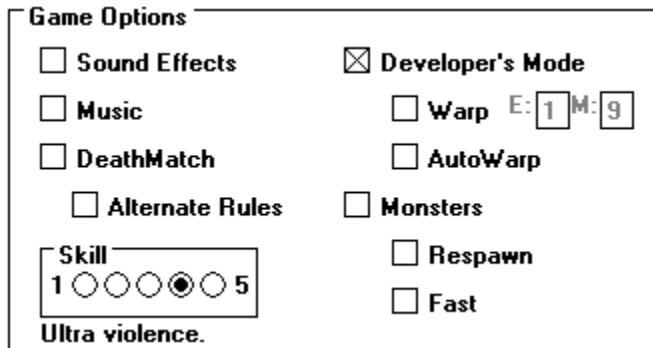 Game Options
Sound Effects
Developer's Mode
Music
Warp E: 1 M: 9
DeathMatch
AutoWarp
Alternate Rules
Monsters
Skill
Respawn
1 5
Fast
Ultra violence.